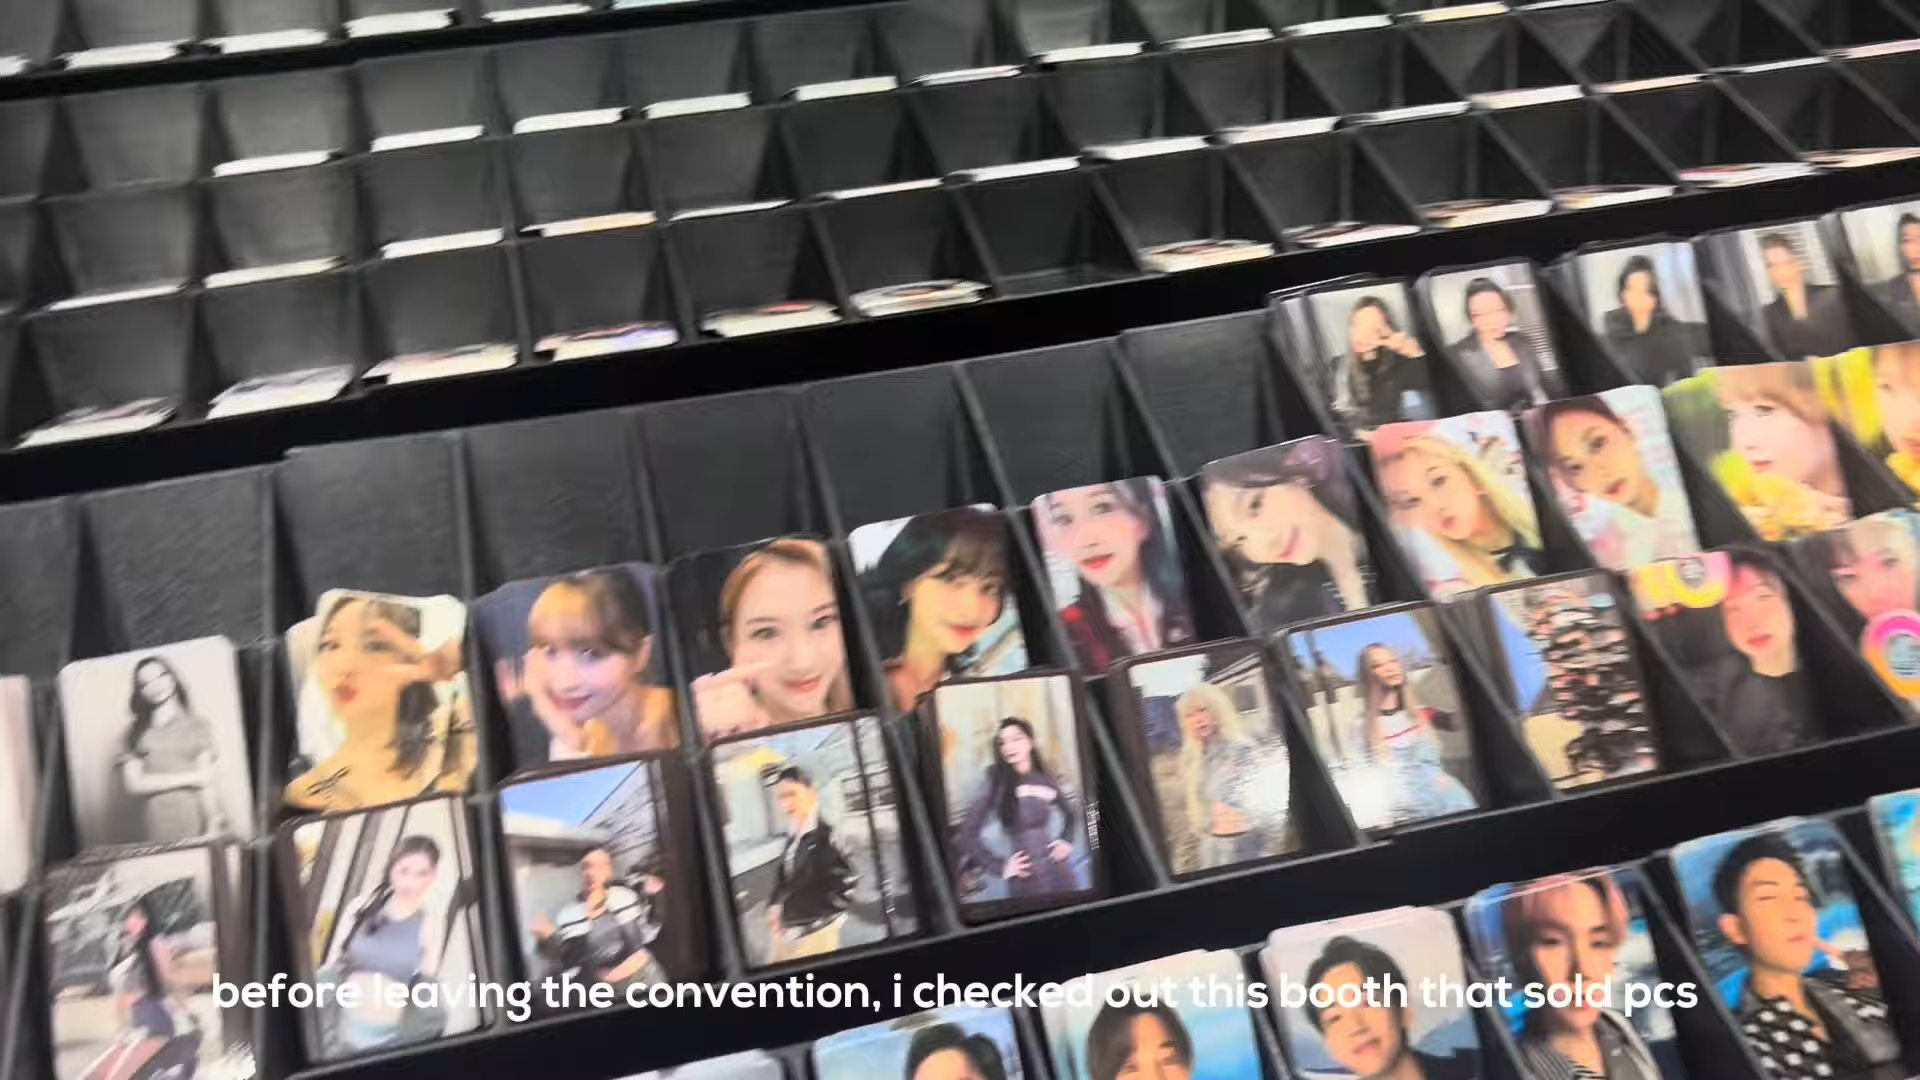 before leaving the convention, i checked out this booth that sold pcs